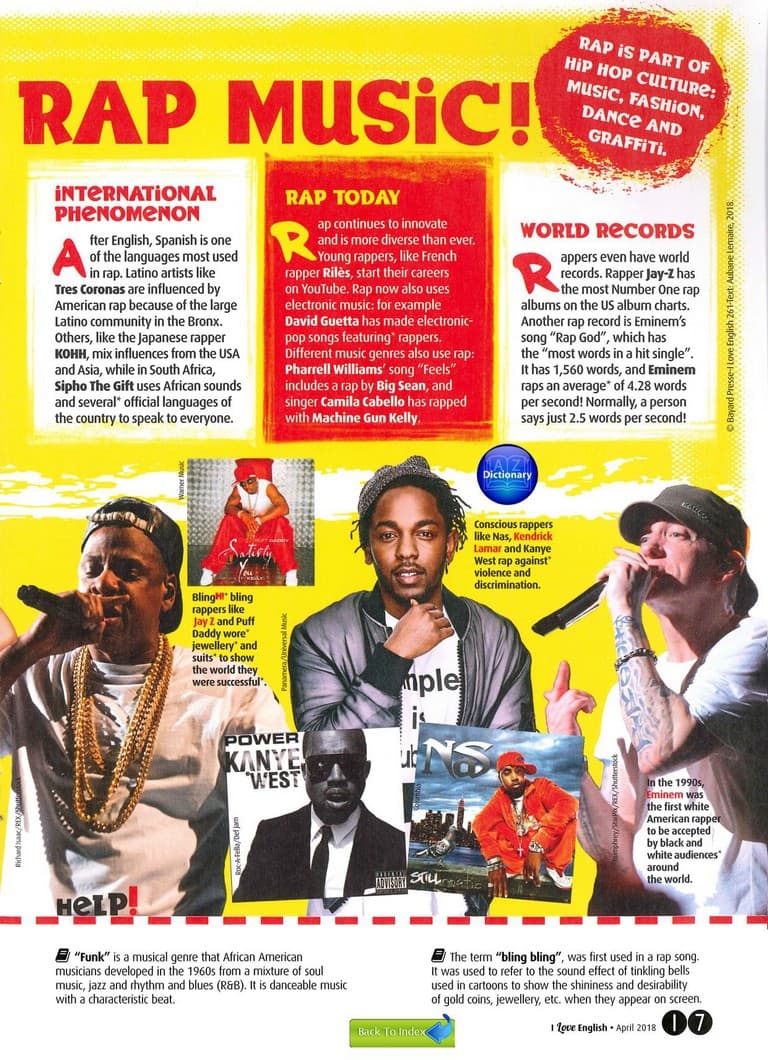 RAP MUSiC!
RAP iS PART OF
HiP HOP CULTURe:
MUSiC, FASHiON,
DANCe AND
GRAFFiTi.
iNTeRNATiONAL
PHeNOMeNON
After English, Spanish is one
of the languages most used
in rap. Latino artists like
Tres Coronas are influenced by
American rap because of the large
Latino community in the Bronx.
Others, like the Japanese rapper
KOHH, mix influences from the USA
and Asia, while in South Africa,
Sipho The Gift uses African sounds
and several* official languages of
the country to speak to everyone.
RAP TODAY
Rap continues to innovate
and is more diverse than ever.
Young rappers, like French
rapper Rilès, start their careers
on YouTube. Rap now also uses
electronic music: for example
David Guetta has made electronic-
pop songs featuring* rappers.
Different music genres also use rap:
Pharrell Williams’ song “Feels”
includes a rap by Big Sean, and
singer Camila Cabello has rapped
with Machine Gun Kelly.
WORLD ReCORDS
Rappers even have world
records. Rapper Jay-Z has
the most Number One rap
albums on the US album charts.
Another rap record is Eminem’s
song “Rap God”, which has
the “most words in a hit single”.
It has 1,560 words, and Eminem
raps an average* of 4.28 words
per second! Normally, a person
says just 2.5 words per second!
© Bayard Presse-I Love English 261-Text: Aubane Lemaire, 2018.
Warner Music
PUFF DADDY
Satisfy
You
R. KELLY
A Z
Dictionary
Conscious rappers
like Nas, Kendrick
Lamar and Kanye
West rap against*
violence and
discrimination.
BlingH!* bling
rappers like
Jay Z and Puff
Daddy wore*
jewellery* and
suits* to show
the world they
were successful*.
Panamera/Universal Music
mple
is
POWER
KANYE
WEST
PARENTAL
ADVISORY
Roc-A-Fella/Def Jam
NAS
STILLmatic
Richard Isaac/REX/Shutterstock
In the 1990s,
Eminem was
the first white
American rapper
to be accepted
by black and
white audiences*
around
the world.
HeLP!
“Funk” is a musical genre that African American
musicians developed in the 1960s from a mixture of soul
music, jazz and rhythm and blues (R&B). It is danceable music
with a characteristic beat.
The term “bling bling”, was first used in a rap song.
It was used to refer to the sound effect of tinkling bells
used in cartoons to show the shininess and desirability
of gold coins, jewellery, etc. when they appear on screen.
Back To Index
I Love English • April 2018 17